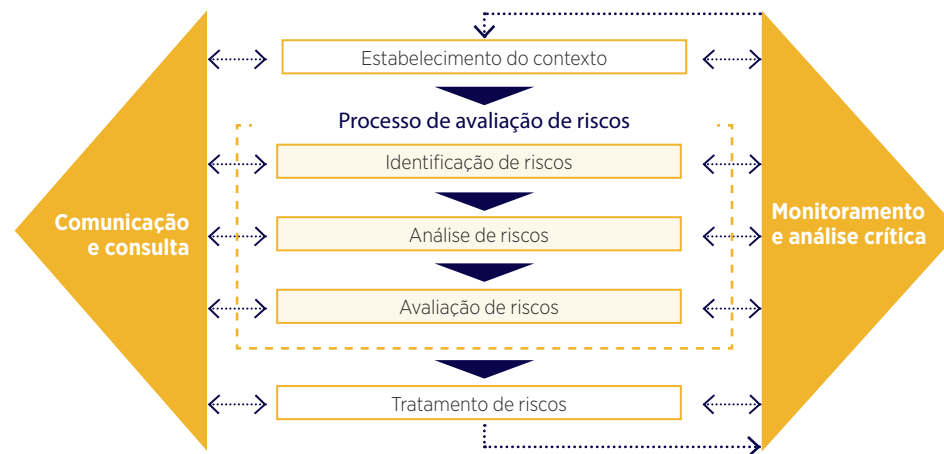 Estabelecimento do contexto
Processo de avaliação de riscos
Identificação de riscos
Comunicação
e consulta
Análise de riscos
Monitoramento
e análise crítica
Avaliação de riscos
Tratamento de riscos